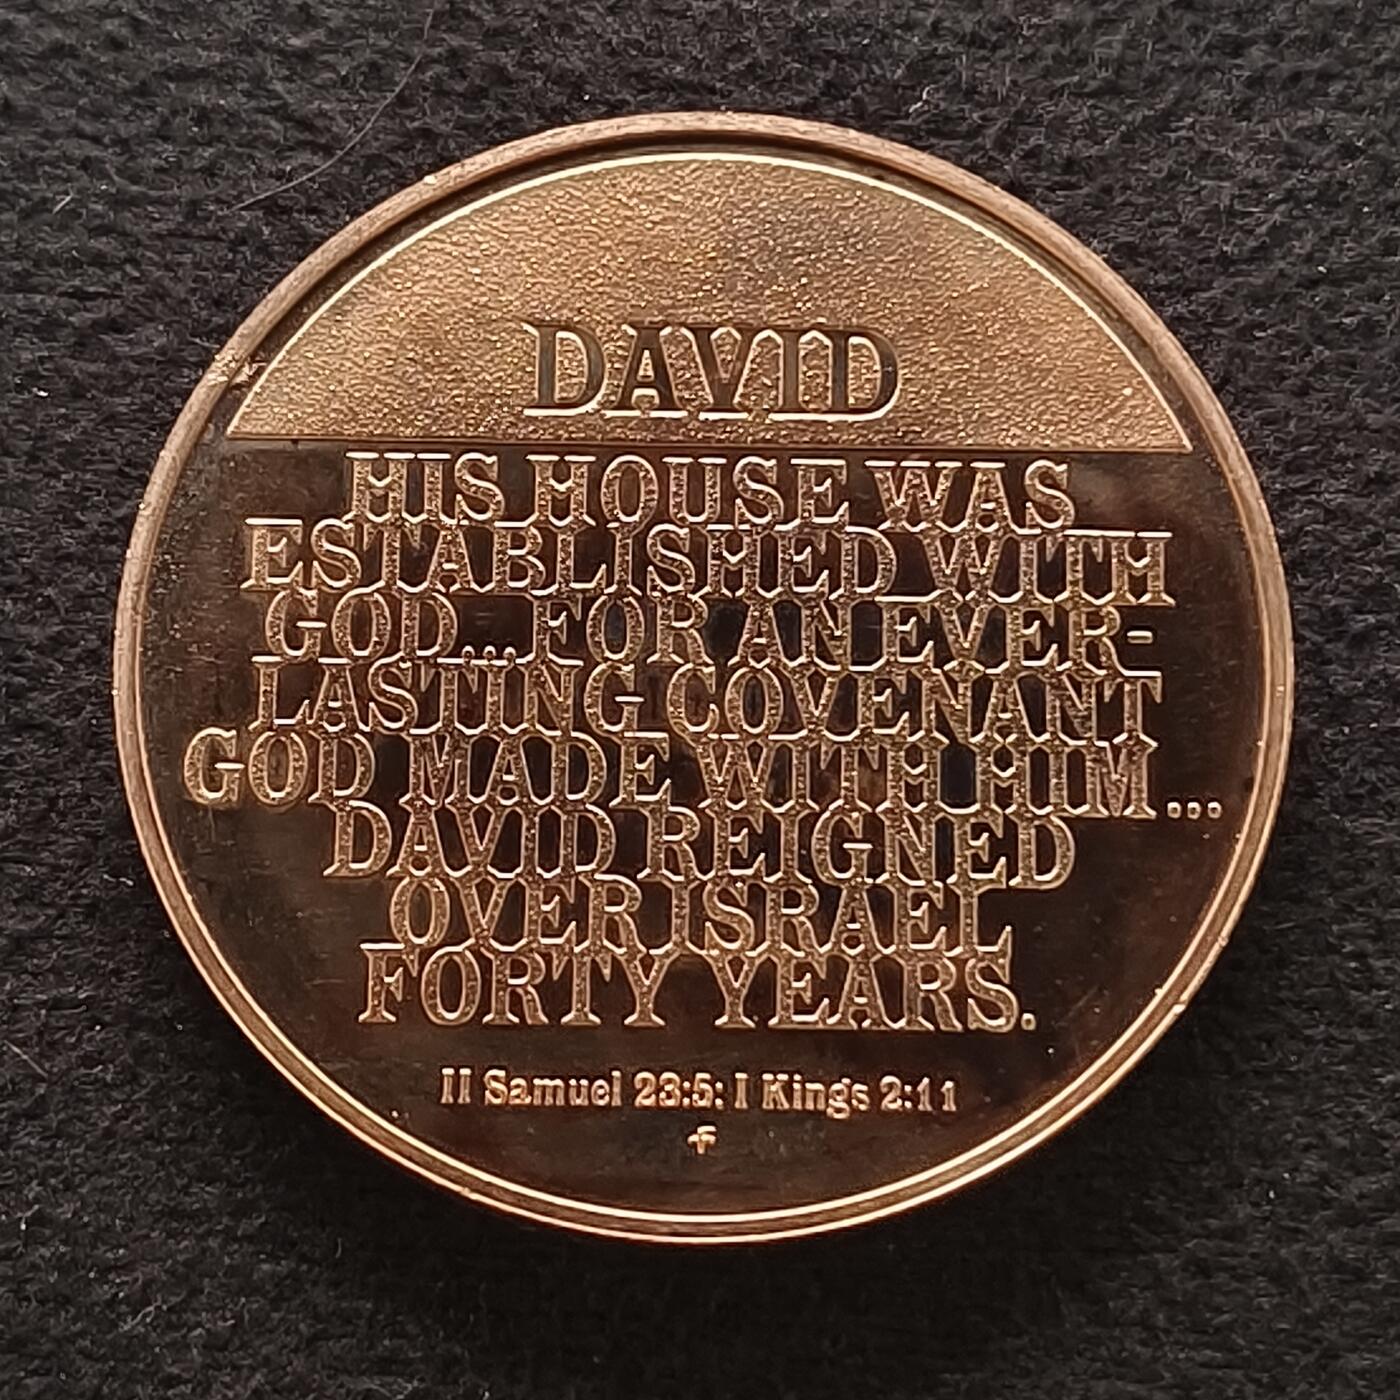 DAVID
HIS HOUSE WAS
ESTABLISHED WITH
GOD...FOR AN EVER-
LASTING COVENANT
GOD MADE WITH HIM...
DAVID REIGNED
OVER ISRAEL
FORTY YEARS.
II Samuel 23:5; I Kings 2:11